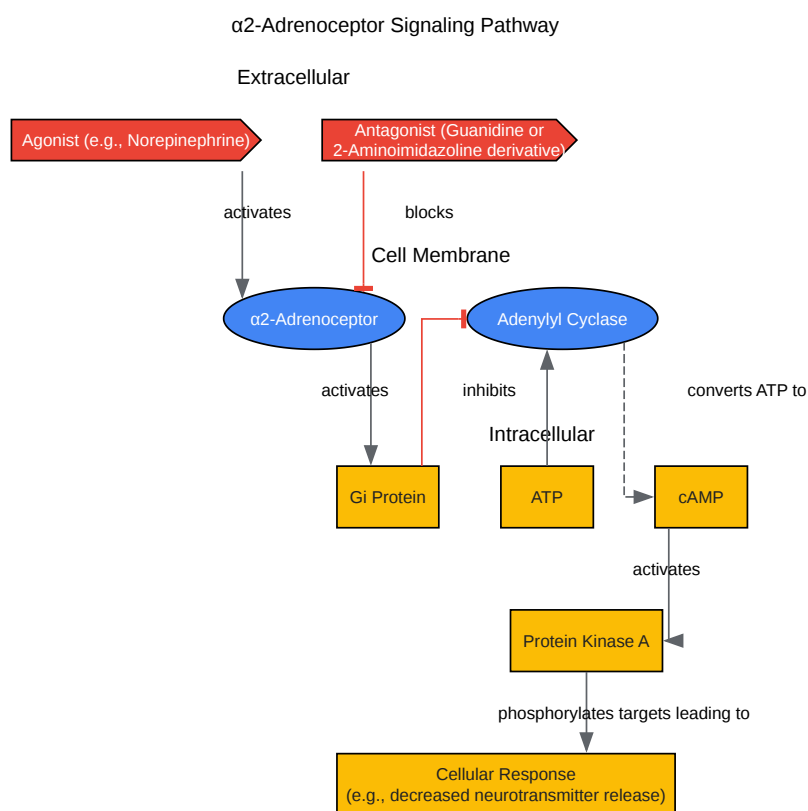 α2-Adrenoceptor Signaling Pathway
Extracellular
Agonist (e.g., Norepinephrine)
Antagonist (Guanidine or
2-Aminoimidazoline derivative)
activates
blocks
Cell Membrane
α2-Adrenoceptor
Adenylyl Cyclase
activates
inhibits
converts ATP to
Intracellular
Gi Protein
ATP
cAMP
activates
Protein Kinase A
phosphorylates targets leading to
Cellular Response
(e.g., decreased neurotransmitter release)